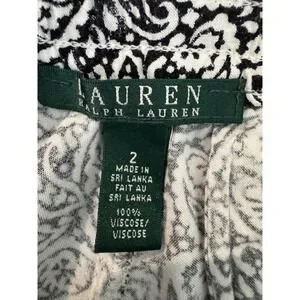 LAUREN
RALPH LAUREN
2
MADE IN
SRI LANKA
FAIT AU
SRI LANKA
100%
VISCOSE/
VISCOSE